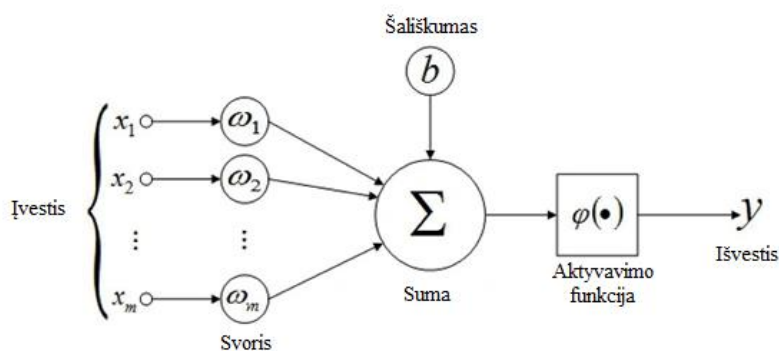 Šališkumas
b
x₁ ω₁
x₂ ω₂
Įvestis
Σ
φ(•)
y
⋮ ⋮
Išvestis
xₘ ωₘ
Suma
Aktyvavimo
funkcija
Svoris